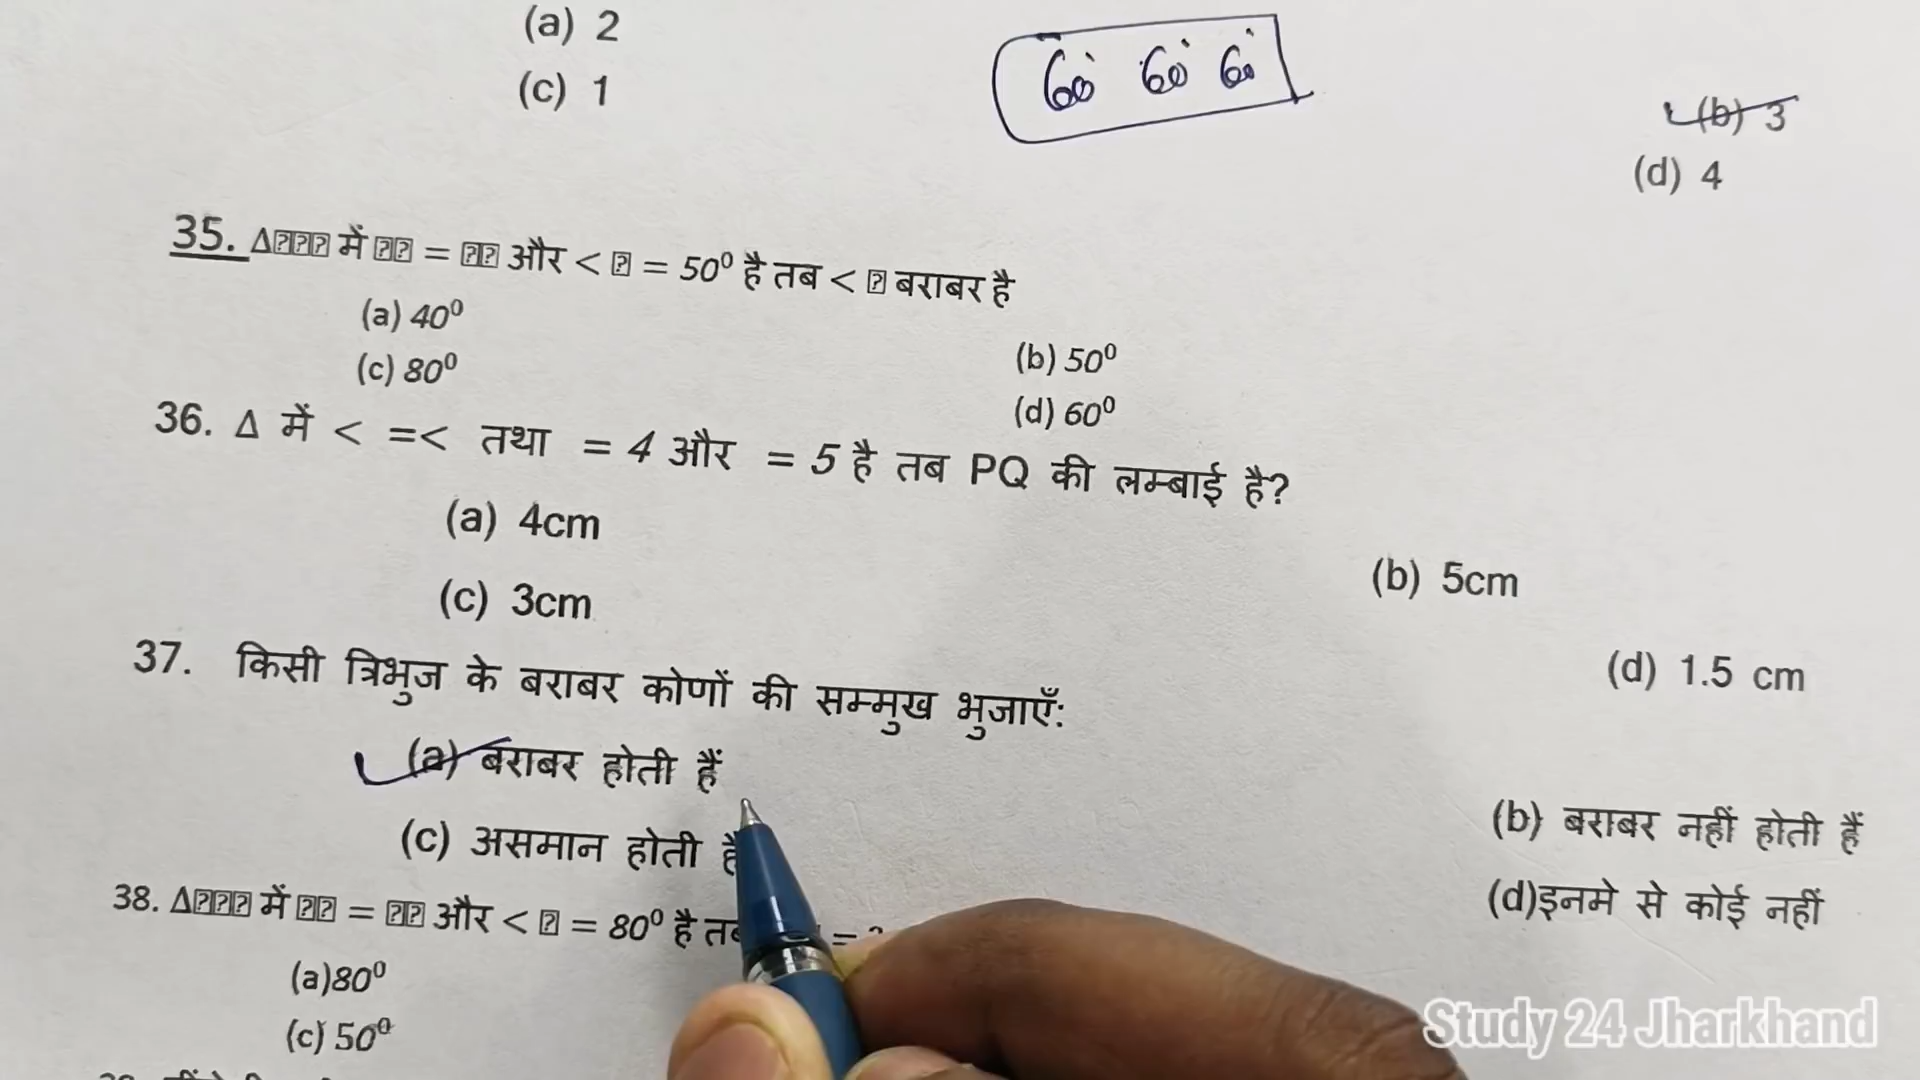 (a) 2
60° 60° 60°
(c) 1
(b) 3
(d) 4
35. Δ⍰⍰⍰ में ⍰⍰ = ⍰⍰ और < ⍰ = 50⁰ है तब < ⍰ बराबर है
(a) 40⁰
(b) 50⁰
(c) 80⁰
(d) 60⁰
36. Δ में < =< तथा = 4 और = 5 है तब PQ की लम्बाई है?
(a) 4cm
(b) 5cm
(c) 3cm
(d) 1.5 cm
37. किसी त्रिभुज के बराबर कोणों की सम्मुख भुजाएँ:
(a) बराबर होती हैं
(b) बराबर नहीं होती हैं
(c) असमान होती है
(d)इनमे से कोई नहीं
38. Δ⍰⍰⍰ में ⍰⍰ = ⍰⍰ और < ⍰ = 80⁰ है तब =
(a)80⁰
(c) 50⁰
Study 24 Jharkhand